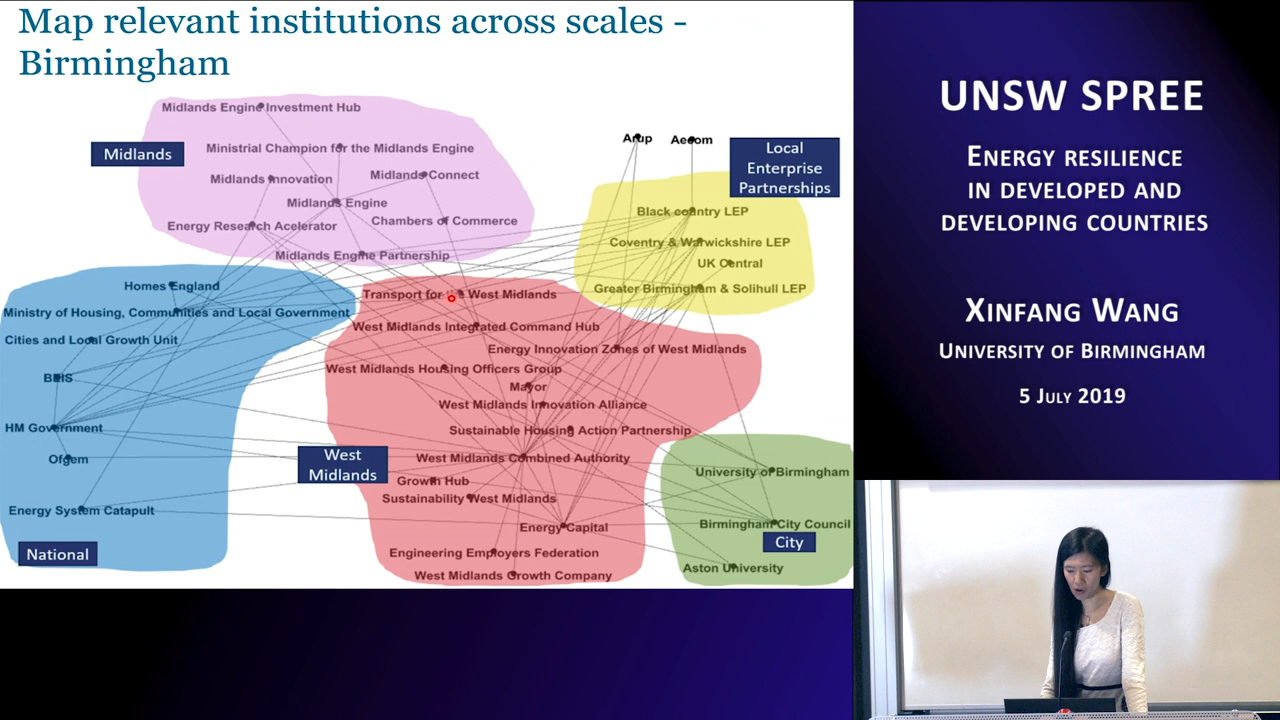 Map relevant institutions across scales -
Birmingham
Midlands Engine Investment Hub
Midlands
Ministrial Champion for the Midlands Engine
Midlands Innovation
Midlands Connect
Midlands Engine
Energy Research Acelerator
Chambers of Commerce
Midlands Engine Partnership
Arup
Aecom
Local
Enterprise
Partnerships
Black country LEP
Coventry & Warwickshire LEP
UK Central
Greater Birmingham & Solihull LEP
Homes England
Ministry of Housing, Communities and Local Government
Cities and Local Growth Unit
BEIS
HM Government
Ofgem
Energy System Catapult
National
Transport for the West Midlands
West Midlands Integrated Command Hub
Energy Innovation Zones of West Midlands
West Midlands Housing Officers Group
Mayor
West Midlands Innovation Alliance
Sustainable Housing Action Partnership
West
Midlands
West Midlands Combined Authority
Growth Hub
Sustainability West Midlands
Energy Capital
Engineering Employers Federation
West Midlands Growth Company
University of Birmingham
Birmingham City Council
City
Aston University
UNSW SPREE
ENERGY RESILIENCE
IN DEVELOPED AND
DEVELOPING COUNTRIES
XINFANG WANG
UNIVERSITY OF BIRMINGHAM
5 JULY 2019